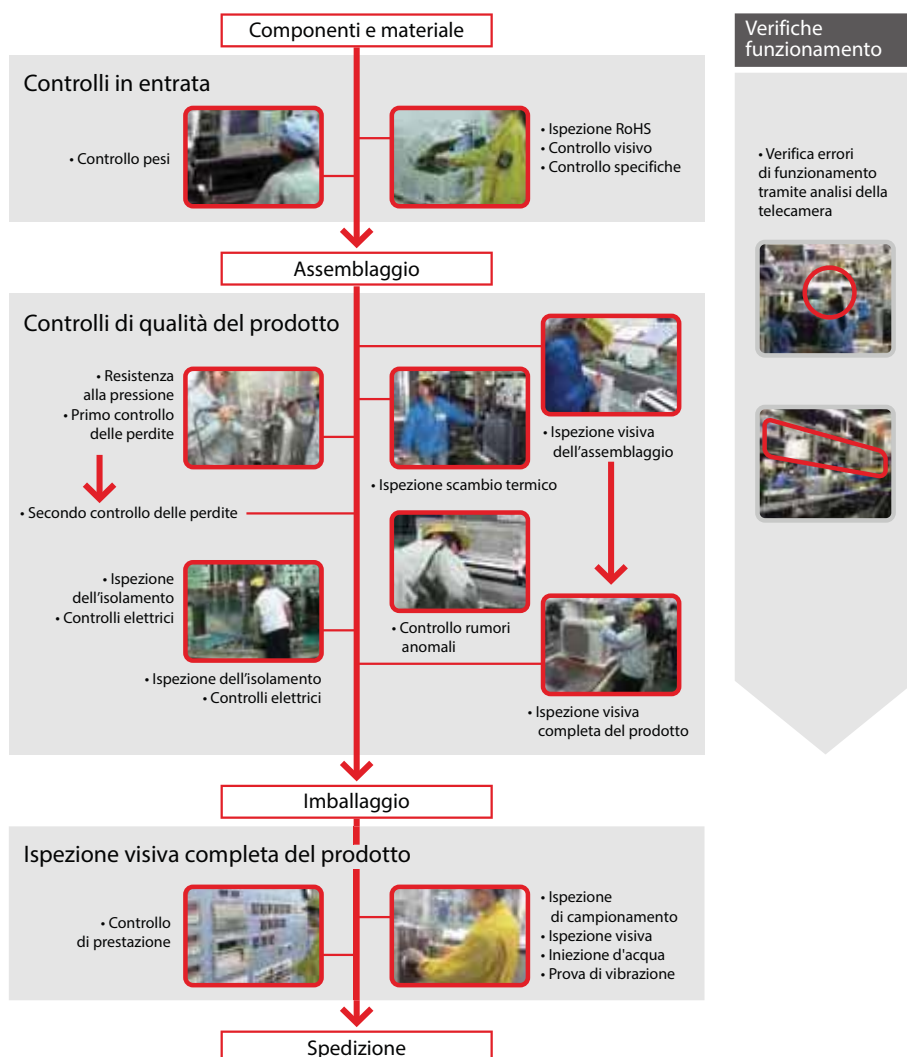 Componenti e materiale
Controlli in entrata
• Controllo pesi
• Ispezione RoHS
• Controllo visivo
• Controllo specifiche
Assemblaggio
Controlli di qualità del prodotto
• Resistenza
alla pressione
• Primo controllo
delle perdite
• Secondo controllo delle perdite
• Ispezione scambio termico
• Ispezione visiva
dell'assemblaggio
• Ispezione
dell'isolamento
• Controlli elettrici
• Ispezione dell'isolamento
• Controlli elettrici
• Controllo rumori
anomali
• Ispezione visiva
completa del prodotto
Imballaggio
Ispezione visiva completa del prodotto
• Controllo
di prestazione
• Ispezione
di campionamento
• Ispezione visiva
• Iniezione d'acqua
• Prova di vibrazione
Spedizione
Verifiche
funzionamento
• Verifica errori
di funzionamento
tramite analisi della
telecamera